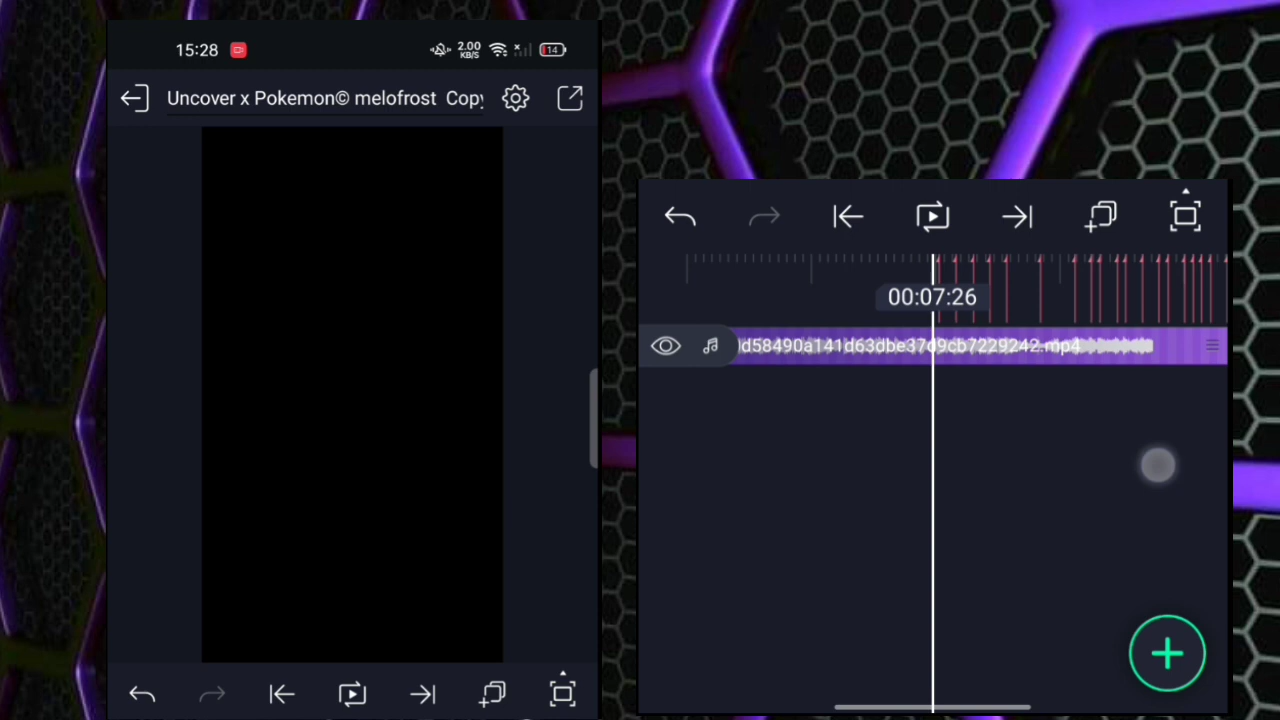 15:28
2.00
KB/S
14
Uncover x Pokemon© melofrost Copy
00:07:26
d58490a141d63dbe37d9cb7229242.mp4